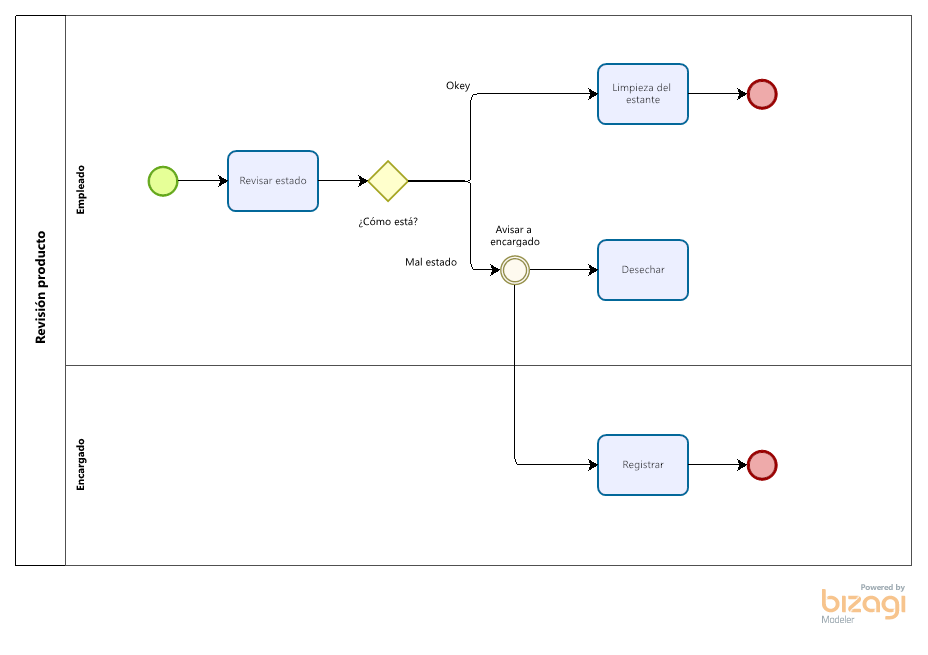 Revisión producto
Empleado
Revisar estado
¿Cómo está?
Okey
Limpieza del
estante
Mal estado
Avisar a
encargado
Desechar
Encargado
Registrar
Powered by
bizagi
Modeler